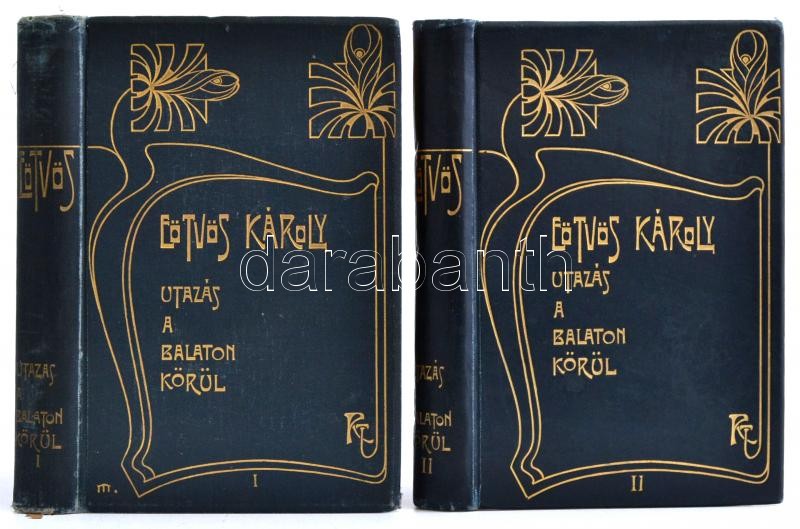 EÖTVÖS
UTAZÁS
A
BALATON
KÖRÜL
I
EÖTVÖS KÁROLY
UTAZÁS
A
BALATON
KÖRÜL
I
m.
EÖTVÖS
UTAZÁS
A
BALATON
KÖRÜL
II
EÖTVÖS KÁROLY
UTAZÁS
A
BALATON
KÖRÜL
II
darabanth